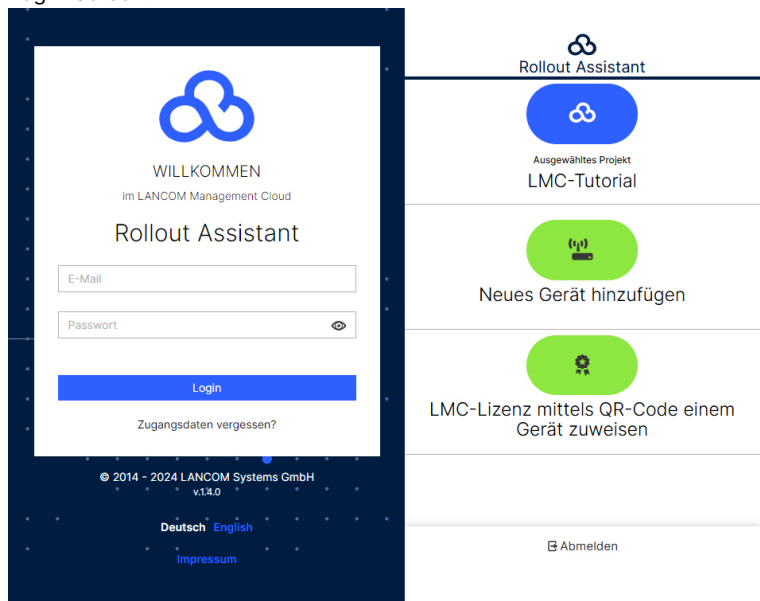 WILLKOMMEN
im LANCOM Management Cloud
Rollout Assistant
E-Mail
Passwort
Login
Zugangsdaten vergessen?
© 2014 - 2024 LANCOM Systems GmbH
v.1.4.0
Deutsch English
Impressum
Rollout Assistant
Ausgewähltes Projekt
LMC-Tutorial
Neues Gerät hinzufügen
LMC-Lizenz mittels QR-Code einem
Gerät zuweisen
Abmelden